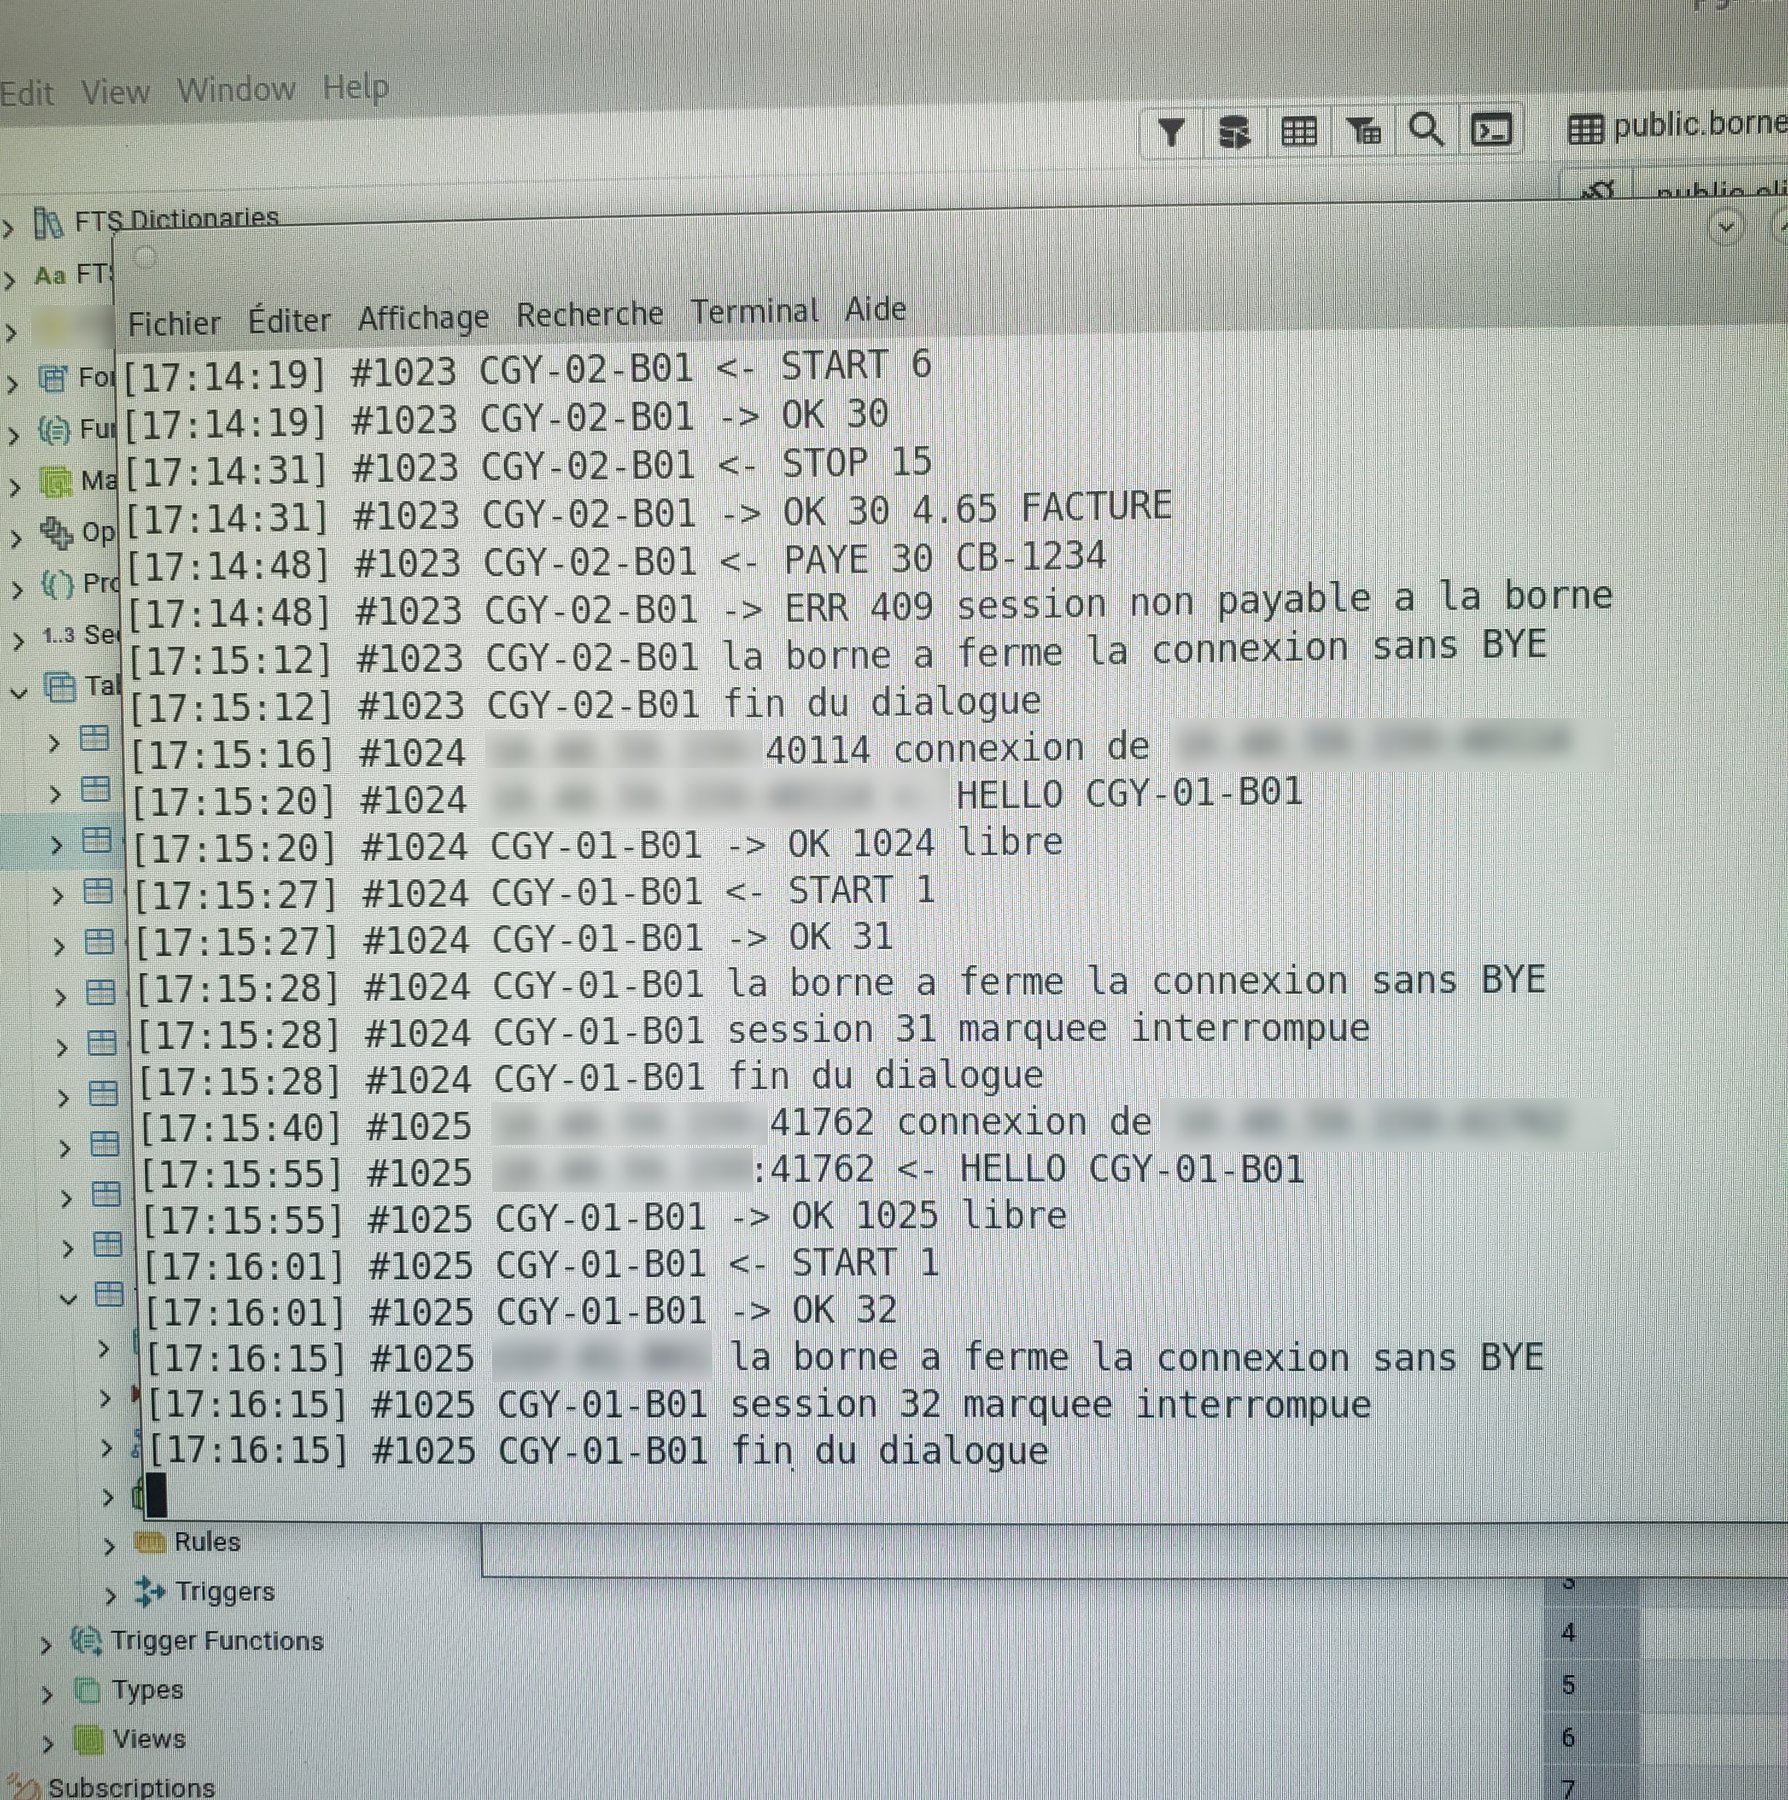 Edit View Window Help
public.borne
FTS Dictionaries
Aa FTS
Fichier Éditer Affichage Recherche Terminal Aide
For
[17:14:19] #1023 CGY-02-B01 <- START 6
Fun
[17:14:19] #1023 CGY-02-B01 -> OK 30
Ma
[17:14:31] #1023 CGY-02-B01 <- STOP 15
Op
[17:14:31] #1023 CGY-02-B01 -> OK 30 4.65 FACTURE
Pro
[17:14:48] #1023 CGY-02-B01 <- PAYE 30 CB-1234
1..3 Se
[17:14:48] #1023 CGY-02-B01 -> ERR 409 session non payable a la borne
Tal
[17:15:12] #1023 CGY-02-B01 la borne a ferme la connexion sans BYE
[17:15:12] #1023 CGY-02-B01 fin du dialogue
[17:15:16] #1024 40114 connexion de
[17:15:20] #1024 HELLO CGY-01-B01
[17:15:20] #1024 CGY-01-B01 -> OK 1024 libre
[17:15:27] #1024 CGY-01-B01 <- START 1
[17:15:27] #1024 CGY-01-B01 -> OK 31
[17:15:28] #1024 CGY-01-B01 la borne a ferme la connexion sans BYE
[17:15:28] #1024 CGY-01-B01 session 31 marquee interrompue
[17:15:28] #1024 CGY-01-B01 fin du dialogue
[17:15:40] #1025 41762 connexion de
[17:15:55] #1025 :41762 <- HELLO CGY-01-B01
[17:15:55] #1025 CGY-01-B01 -> OK 1025 libre
[17:16:01] #1025 CGY-01-B01 <- START 1
[17:16:01] #1025 CGY-01-B01 -> OK 32
[17:16:15] #1025 la borne a ferme la connexion sans BYE
[17:16:15] #1025 CGY-01-B01 session 32 marquee interrompue
[17:16:15] #1025 CGY-01-B01 fin du dialogue
Rules
Triggers
Trigger Functions
Types
Views
Subscriptions
4
5
6
7